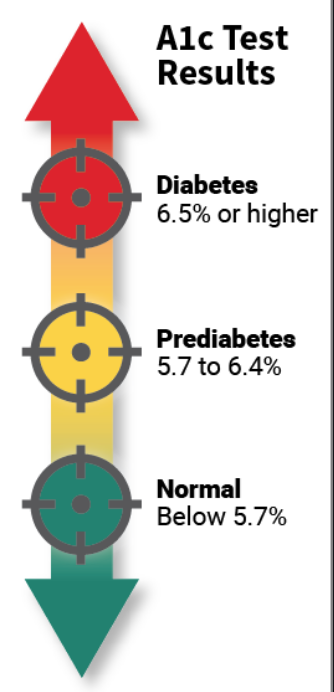 A1c Test
Results
Diabetes
6.5% or higher
Prediabetes
5.7 to 6.4%
Normal
Below 5.7%